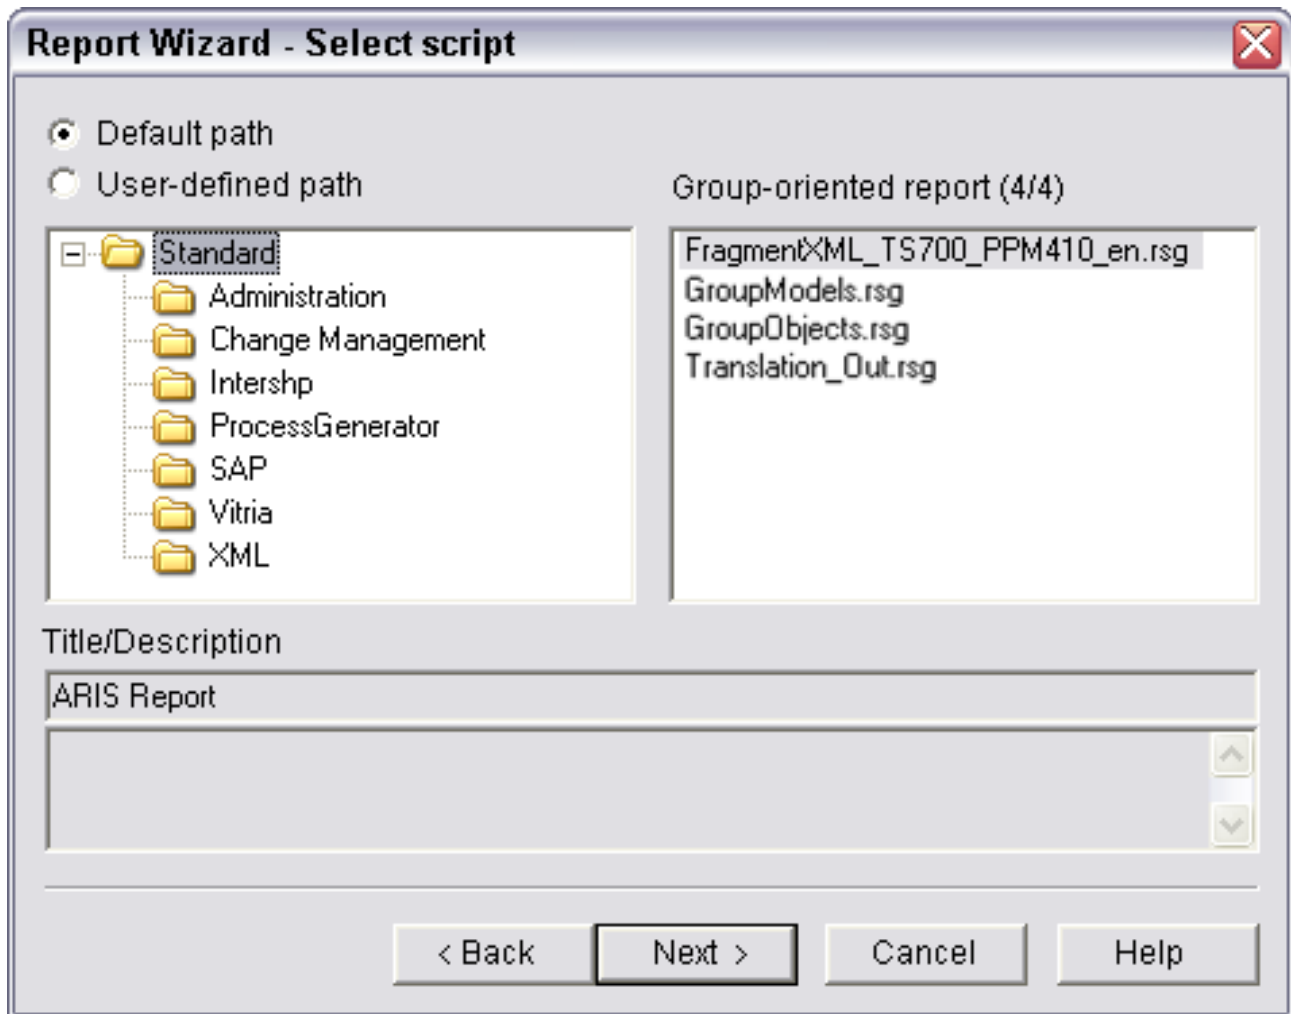 Report Wizard - Select script
Default path
User-defined path
Group-oriented report (4/4)
Standard
Administration
Change Management
Intershp
ProcessGenerator
SAP
Vitria
XML
FragmentXML_TS700_PPM410_en.rsg
GroupModels.rsg
GroupObjects.rsg
Translation_Out.rsg
Title/Description
ARIS Report
< Back
Next >
Cancel
Help